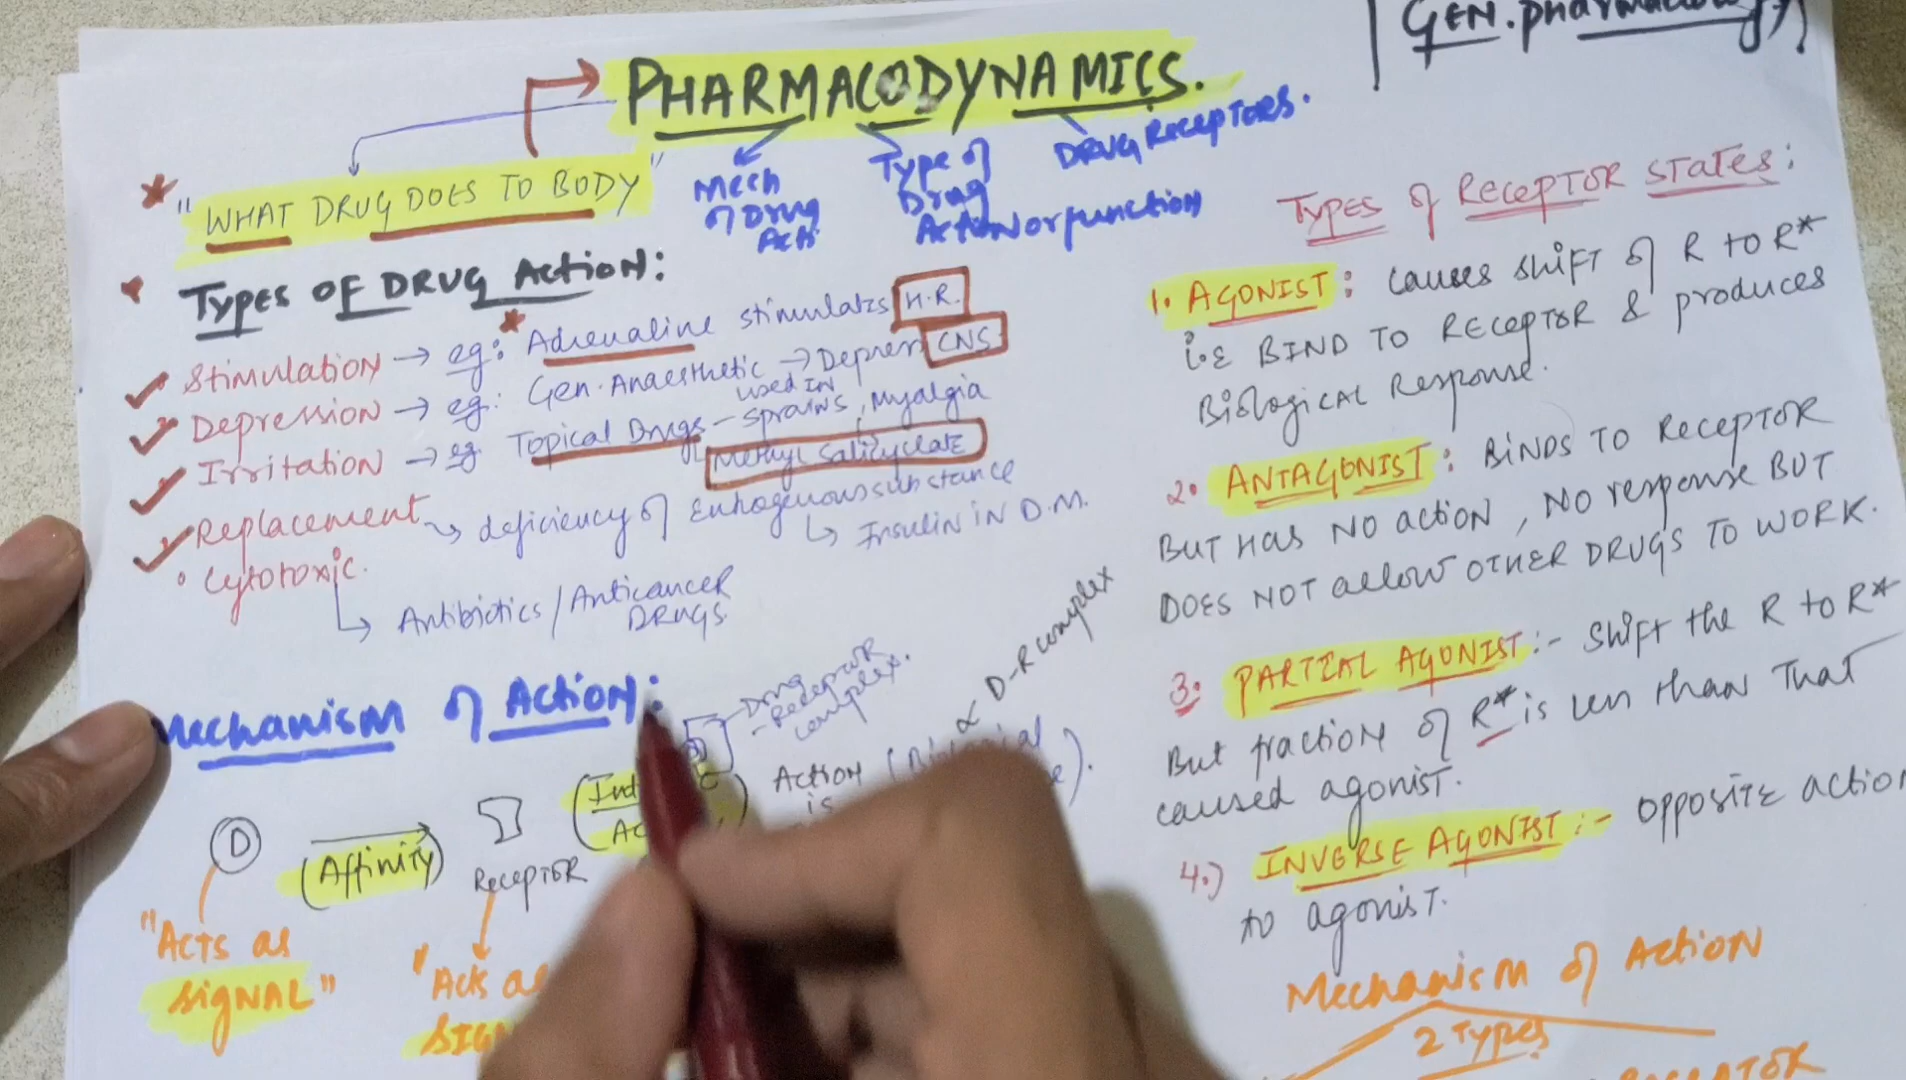 GEN. pharmacology
PHARMACODYNAMICS.
"WHAT DRUG DOES TO BODY"
Mech
of Drug
Type of
Drug
Action or function
DRUG RECEPTORS.
TYPES OF DRUG ACTION:
Stimulation → eg: Adrenaline stimulates H.R.
Depression → eg: Gen. Anaesthetic → Depress CNS
Irritation → eg Topical Drugs - used IN sprains, Myalgia
Methyl Salicyclate
Replacement → deficiency of
substance
↳ Insulin IN D.M.
Cytotoxic.
↳ Antibiotics / Anticancer
DRUGS.
Mechanism of Action:
Drug
- Receptor
complex.
∝ D-R complex
D
(Affinity)
RECEPTOR
Action
is
"ACTS as
SIGNAL"
"Acts as
TYPES of RECEPTOR STATES:
1. AGONIST: causes shift of R to R*
i.e BIND TO RECEPTOR & produces
Biological Response.
2. ANTAGONIST: BINDS TO RECEPTOR
BUT HAS NO action, NO response BUT
DOES NOT allow OTHER DRUGS TO WORK.
3. PARTIAL AGONIST:- Shift the R to R*
But fraction of R* is less than that
caused agonist.
4.) INVERSE AGONIST:- opposite action
to agonist.
Mechanism of Action
2 Types